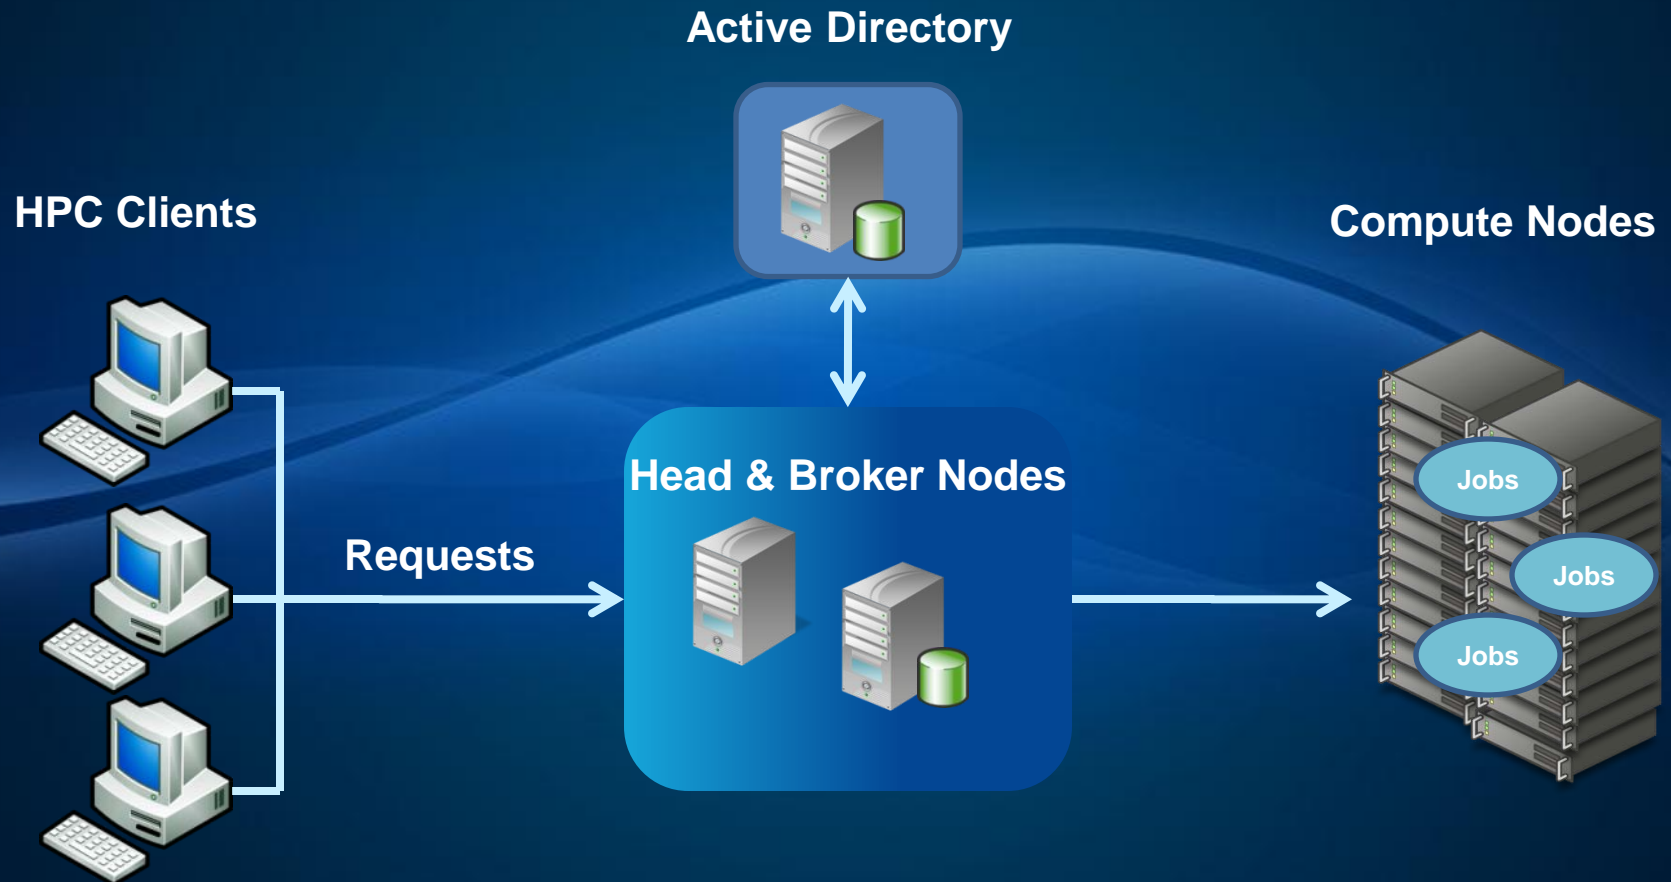 Active Directory
HPC Clients
Compute Nodes
Head & Broker Nodes
Requests
Jobs
Jobs
Jobs